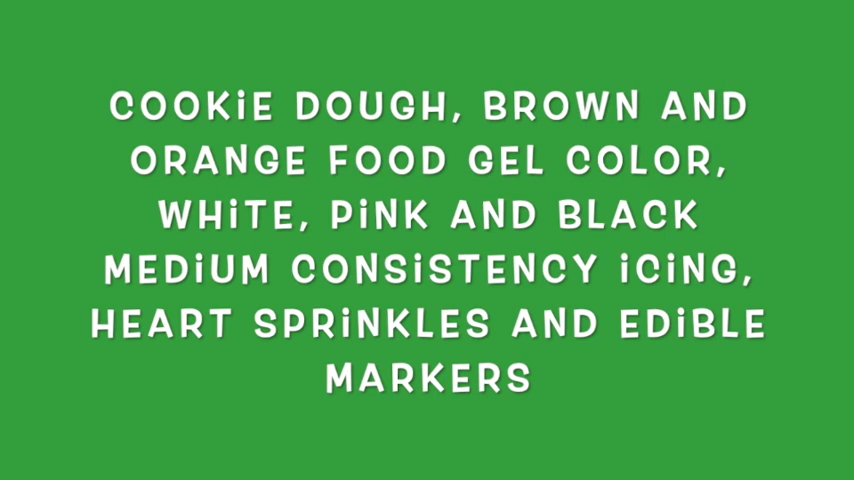 COOKiE DOUGH, BROWN AND
ORANGE FOOD GEL COLOR,
WHiTE, PiNK AND BLACK
MEDiUM CONSiSTENCY iCiNG,
HEART SPRiNKLES AND EDiBLE
MARKERS